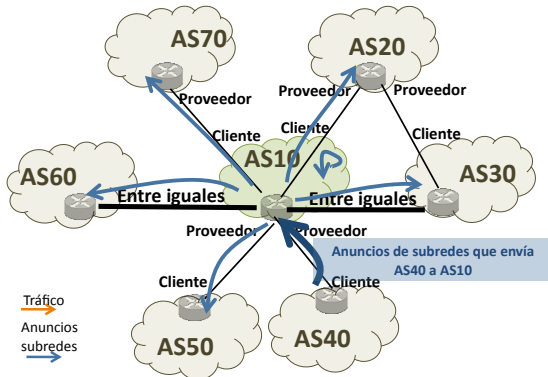 AS70
AS20
Proveedor
Proveedor
Proveedor
Cliente
Cliente
Cliente
AS10
AS60
AS30
Entre iguales
Entre iguales
Proveedor
Proveedor
Anuncios de subredes que envía
AS40 a AS10
Cliente
Cliente
Tráfico
Anuncios
subredes
AS50
AS40